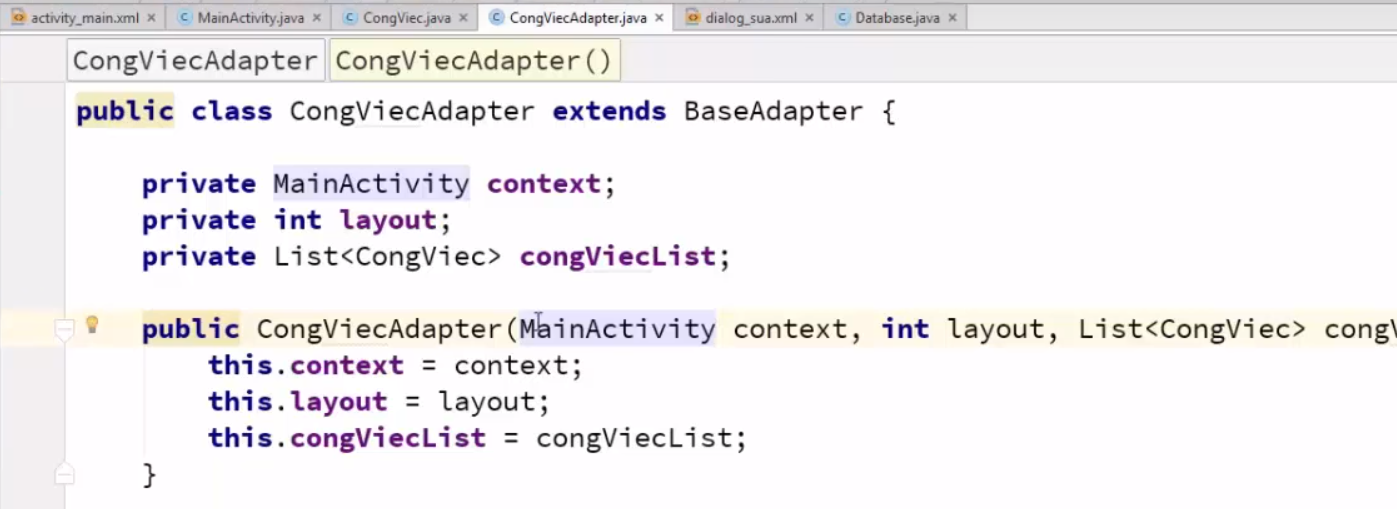 activity_main.xml × MainActivity.java × CongViec.java × CongViecAdapter.java × dialog_sua.xml × Database.java ×
CongViecAdapter CongViecAdapter()
public class CongViecAdapter extends BaseAdapter {
private MainActivity context;
private int layout;
private List<CongViec> congViecList;
public CongViecAdapter(MainActivity context, int layout, List<CongViec> cong
this.context = context;
this.layout = layout;
this.congViecList = congViecList;
}